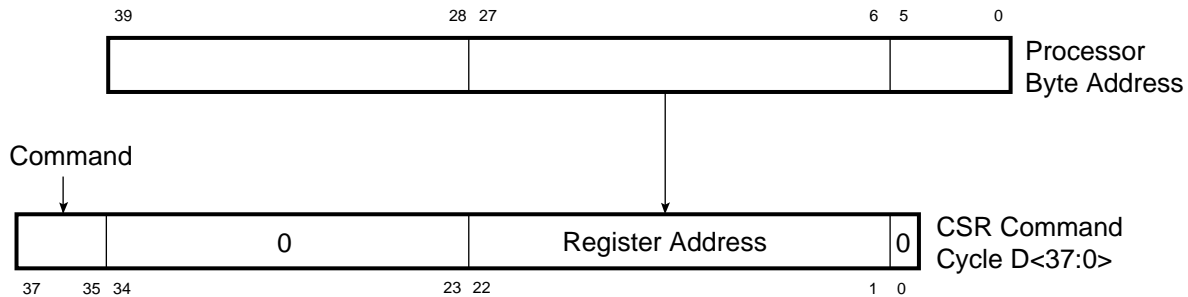 39 28 27 6 5 0
Processor
Byte Address
Command
0 Register Address 0
CSR Command
Cycle D<37:0>
37 35 34 23 22 1 0